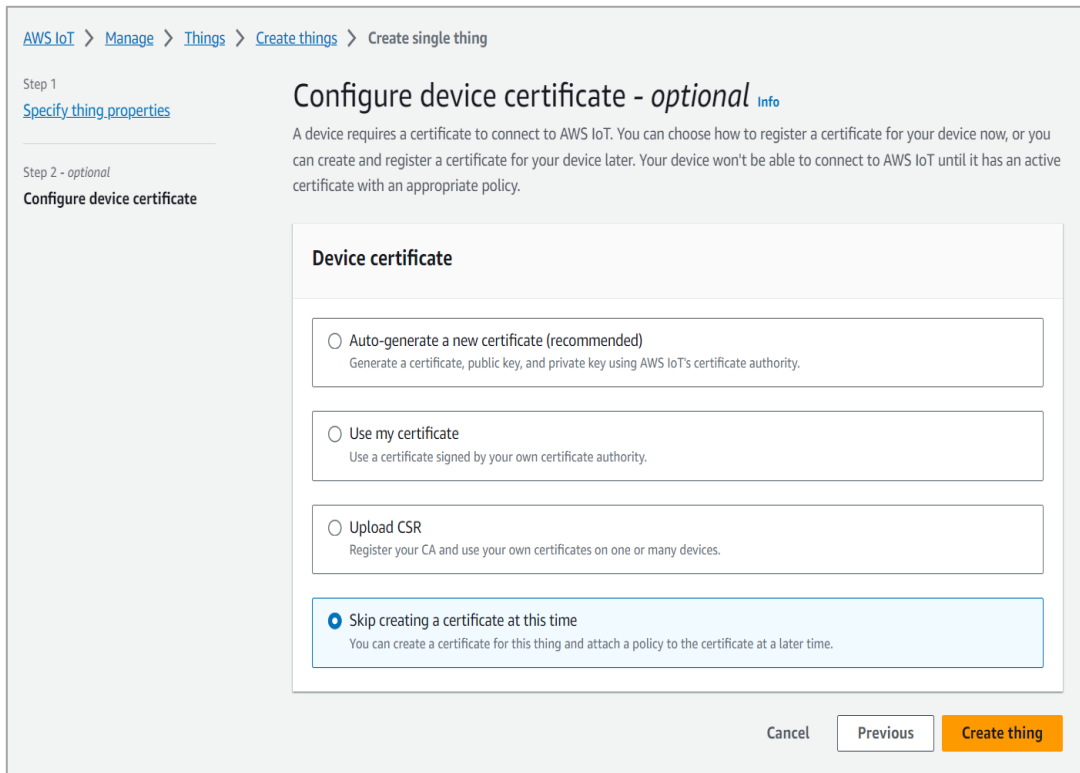 AWS IoT > Manage > Things > Create things > Create single thing
Step 1
Specify thing properties
Step 2 - optional
Configure device certificate
Configure device certificate - optional Info
A device requires a certificate to connect to AWS IoT. You can choose how to register a certificate for your device now, or you
can create and register a certificate for your device later. Your device won't be able to connect to AWS IoT until it has an active
certificate with an appropriate policy.
Device certificate
Auto-generate a new certificate (recommended)
Generate a certificate, public key, and private key using AWS IoT's certificate authority.
Use my certificate
Use a certificate signed by your own certificate authority.
Upload CSR
Register your CA and use your own certificates on one or many devices.
Skip creating a certificate at this time
You can create a certificate for this thing and attach a policy to the certificate at a later time.
Cancel Previous Create thing